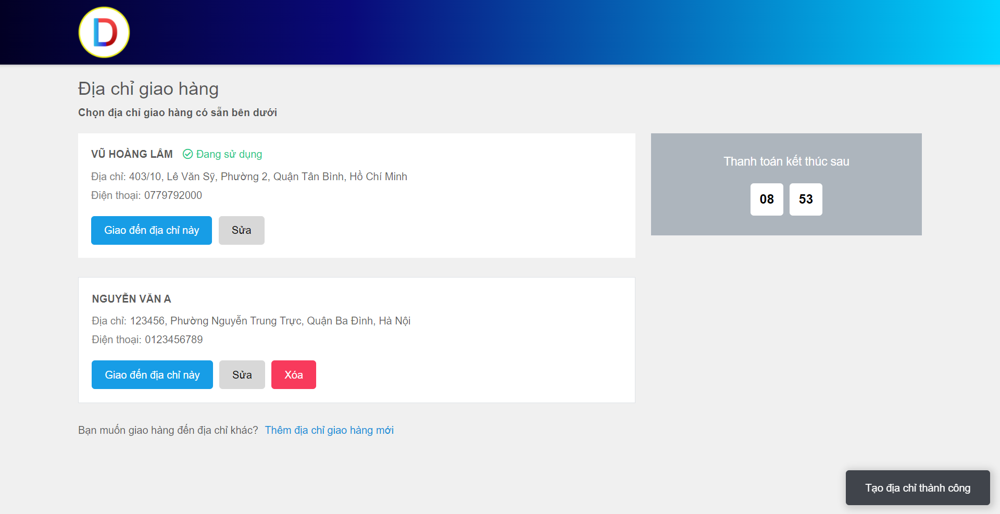 D
Địa chỉ giao hàng
Chọn địa chỉ giao hàng có sẵn bên dưới
VŨ HOÀNG LÂM Đang sử dụng
Địa chỉ: 403/10, Lê Văn Sỹ, Phường 2, Quận Tân Bình, Hồ Chí Minh
Điện thoại: 0779792000
Giao đến địa chỉ này Sửa
Thanh toán kết thúc sau
08 53
NGUYỄN VĂN A
Địa chỉ: 123456, Phường Nguyễn Trung Trực, Quận Ba Đình, Hà Nội
Điện thoại: 0123456789
Giao đến địa chỉ này Sửa Xóa
Bạn muốn giao hàng đến địa chỉ khác? Thêm địa chỉ giao hàng mới
Tạo địa chỉ thành công